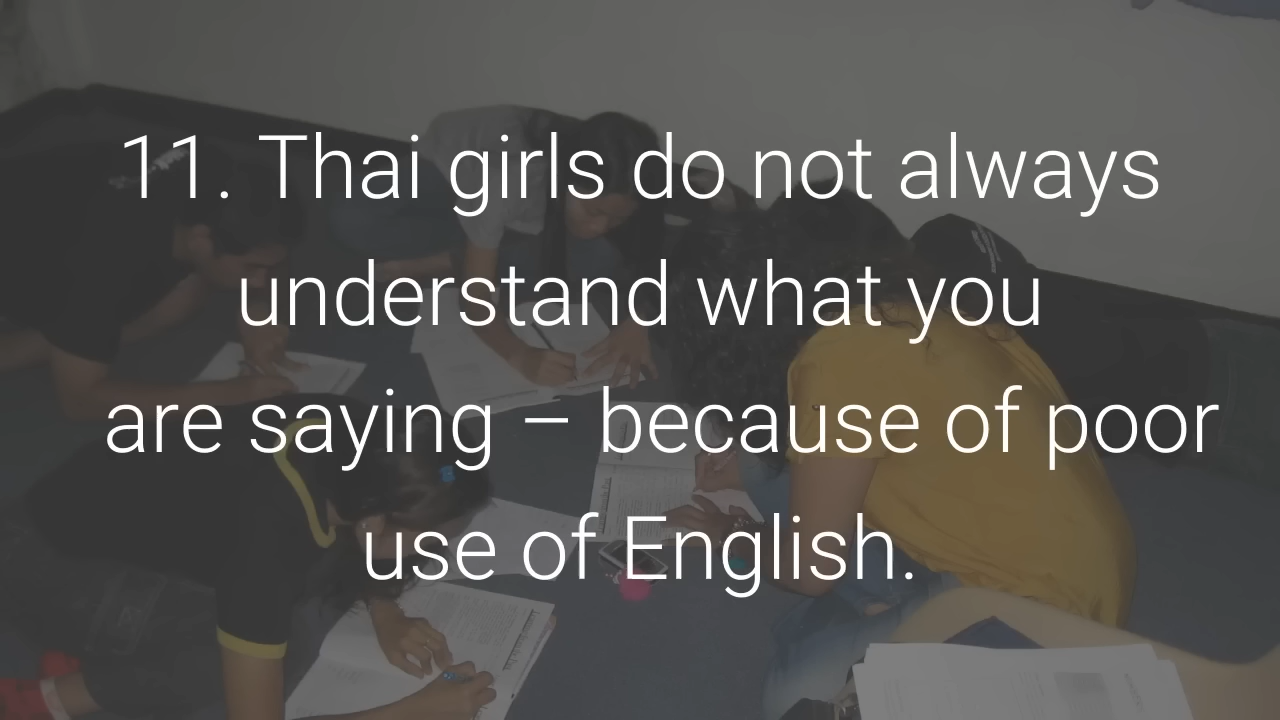 11. Thai girls do not always
understand what you
are saying – because of poor
use of English.